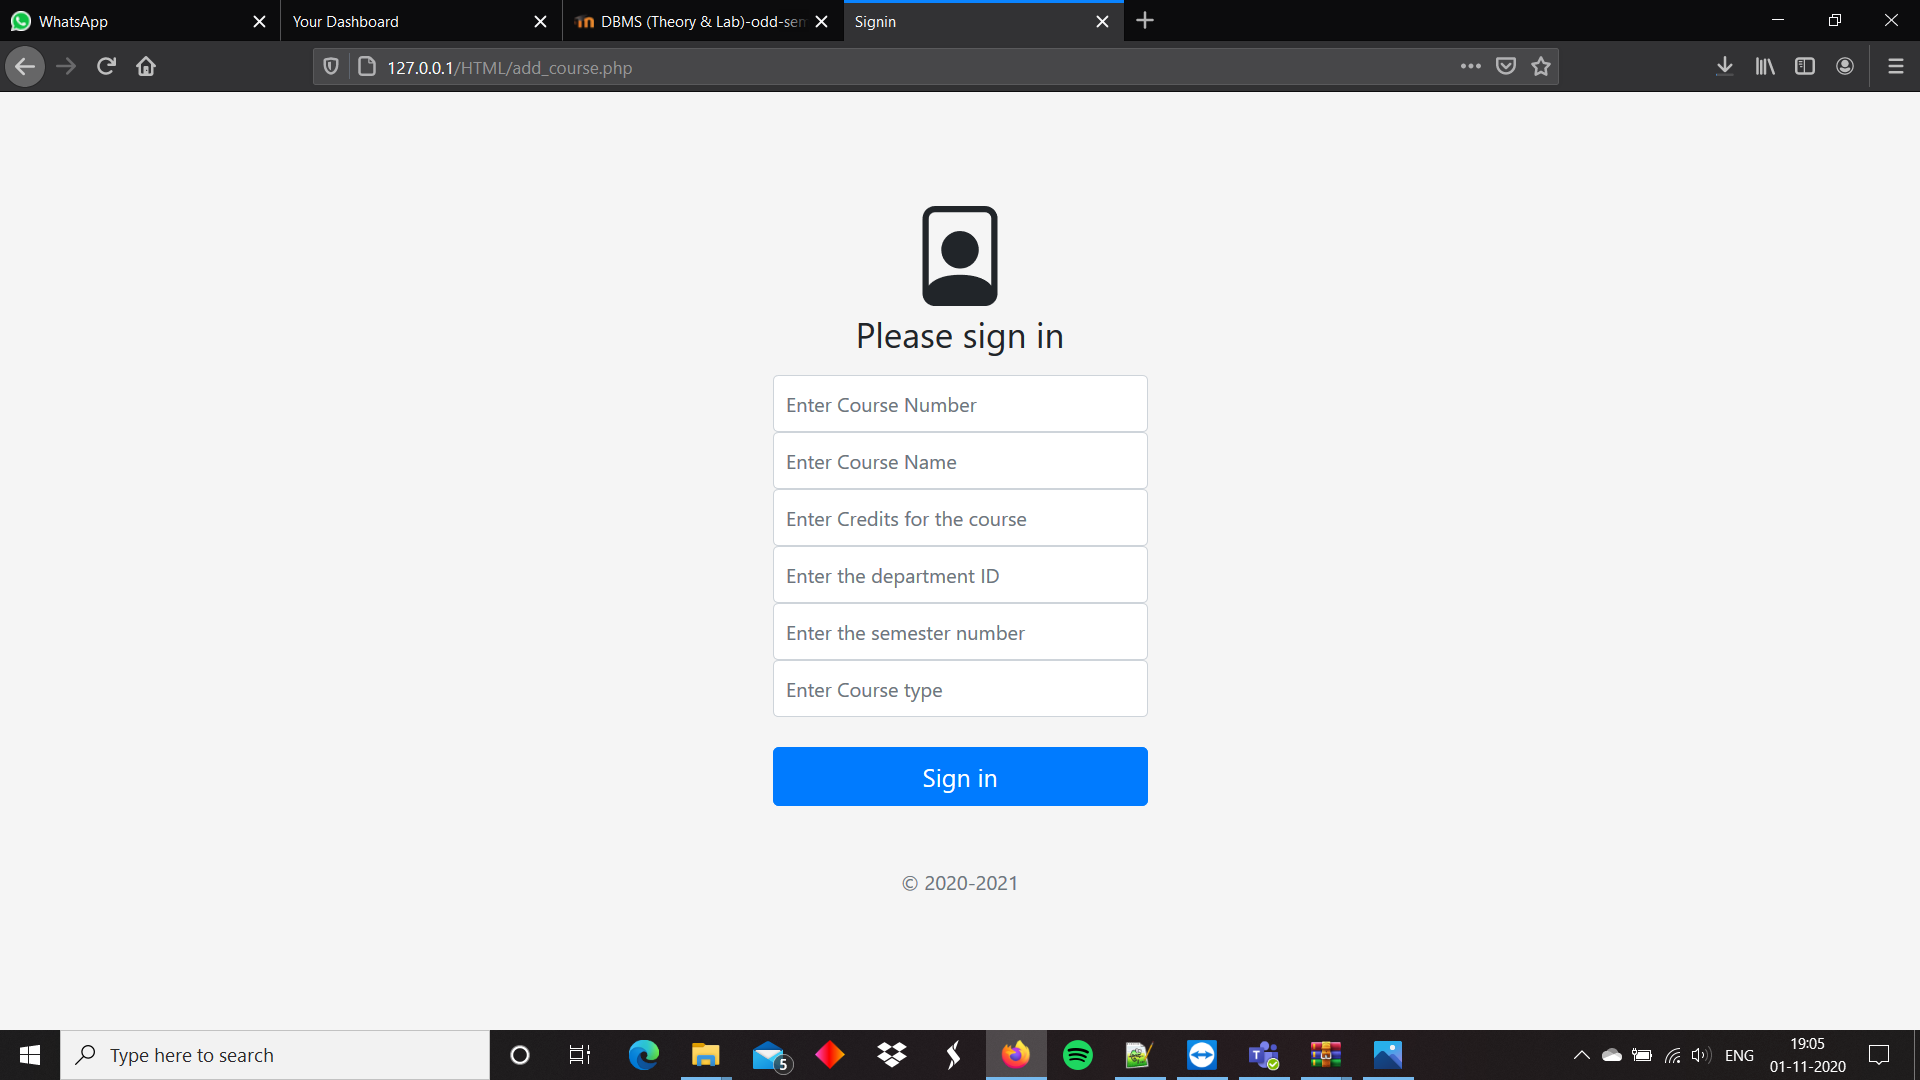 WhatsApp
Your Dashboard
DBMS (Theory & Lab)-odd-sem
Signin
127.0.0.1/HTML/add_course.php
Please sign in
Enter Course Number
Enter Course Name
Enter Credits for the course
Enter the department ID
Enter the semester number
Enter Course type
Sign in
© 2020-2021
Type here to search
5
ENG
19:05
01-11-2020